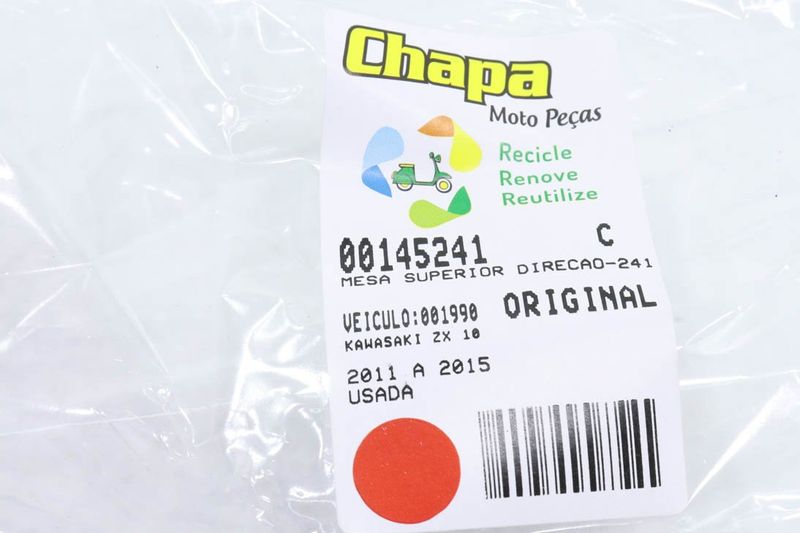 Chapa
Moto Peças
Recicle
Renove
Reutilize
00145241 C
MESA SUPERIOR DIRECAO-241
VEICULO:001990 ORIGINAL
KAWASAKI ZX 10
2011 A 2015
USADA